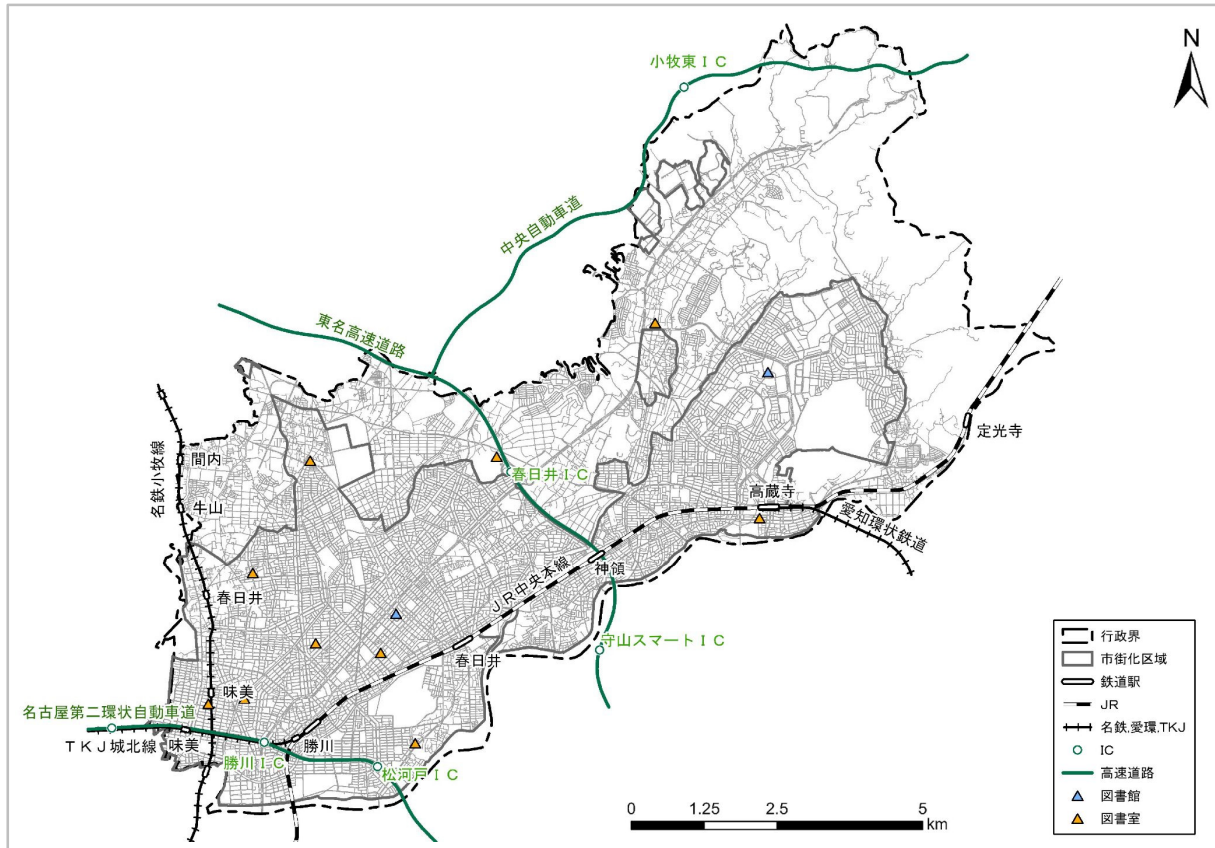 N
小牧東IC
中央自動車道
東名高速道路
名鉄小牧線
間内
牛山
春日井IC
定光寺
高蔵寺
愛知環状鉄道
春日井
JR中央本線
神領
守山スマートIC
春日井
味美
名古屋第二環状自動車道
TKJ城北線
味美
勝川
勝川IC
松河戸IC
0 1.25 2.5 5
km
行政界
市街化区域
鉄道駅
JR
名鉄,愛環,TKJ
IC
高速道路
図書館
図書室